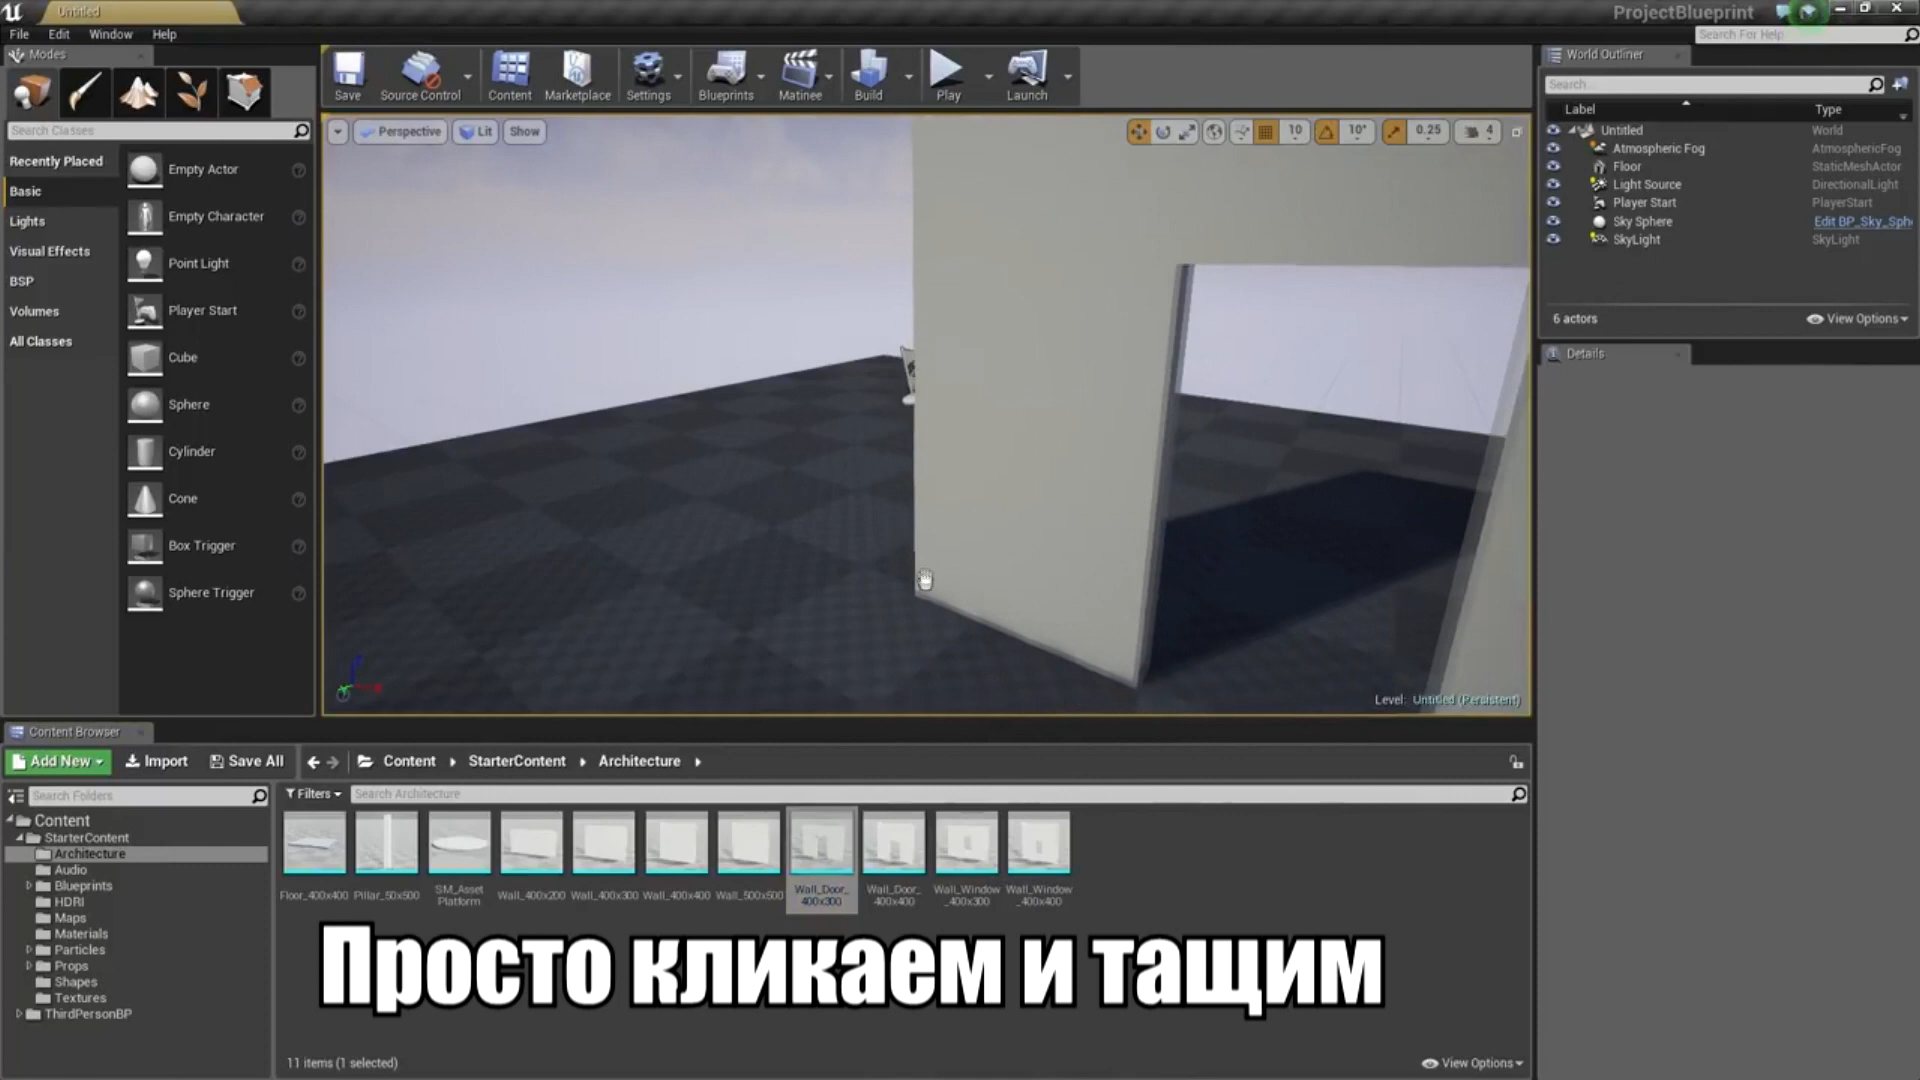 Untitled
ProjectBlueprint
File Edit Window Help
Search For Help
Modes
Search Classes
Recently Placed
Basic
Lights
Visual Effects
BSP
Volumes
All Classes
Empty Actor
Empty Character
Point Light
Player Start
Cube
Sphere
Cylinder
Cone
Box Trigger
Sphere Trigger
Save Source Control Content Marketplace Settings Blueprints Matinee Build Play Launch
Perspective Lit Show
10 10° 0.25 4
Level: Untitled (Persistent)
World Outliner
Search...
Label Type
Untitled World
Atmospheric Fog AtmosphericFog
Floor StaticMeshActor
Light Source DirectionalLight
Player Start PlayerStart
Sky Sphere Edit BP_Sky_Sph
SkyLight SkyLight
6 actors View Options
Details
Content Browser
Add New Import Save All Content StarterContent Architecture
Search Folders
Filters Search Architecture
Content
StarterContent
Architecture
Audio
Blueprints
HDRI
Maps
Materials
Particles
Props
Shapes
Textures
ThirdPersonBP
Floor_400x400
Pillar_50x500
SM_Asset
Platform
Wall_400x200
Wall_400x300
Wall_400x400
Wall_500x500
Wall_Door_
400x300
Wall_Door_
400x400
Wall_Window
_400x300
Wall_Window
_400x400
Просто кликаем и тащим
11 items (1 selected)
View Options